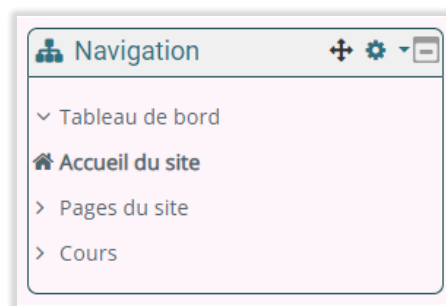 Navigation
Tableau de bord
Accueil du site
Pages du site
Cours